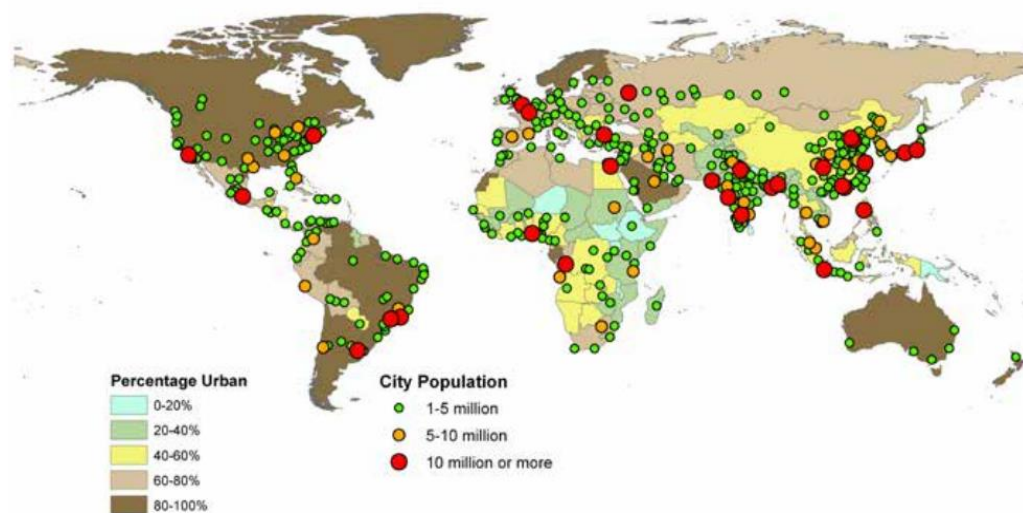 Percentage Urban
0-20%
20-40%
40-60%
60-80%
80-100%
City Population
1-5 million
5-10 million
10 million or more